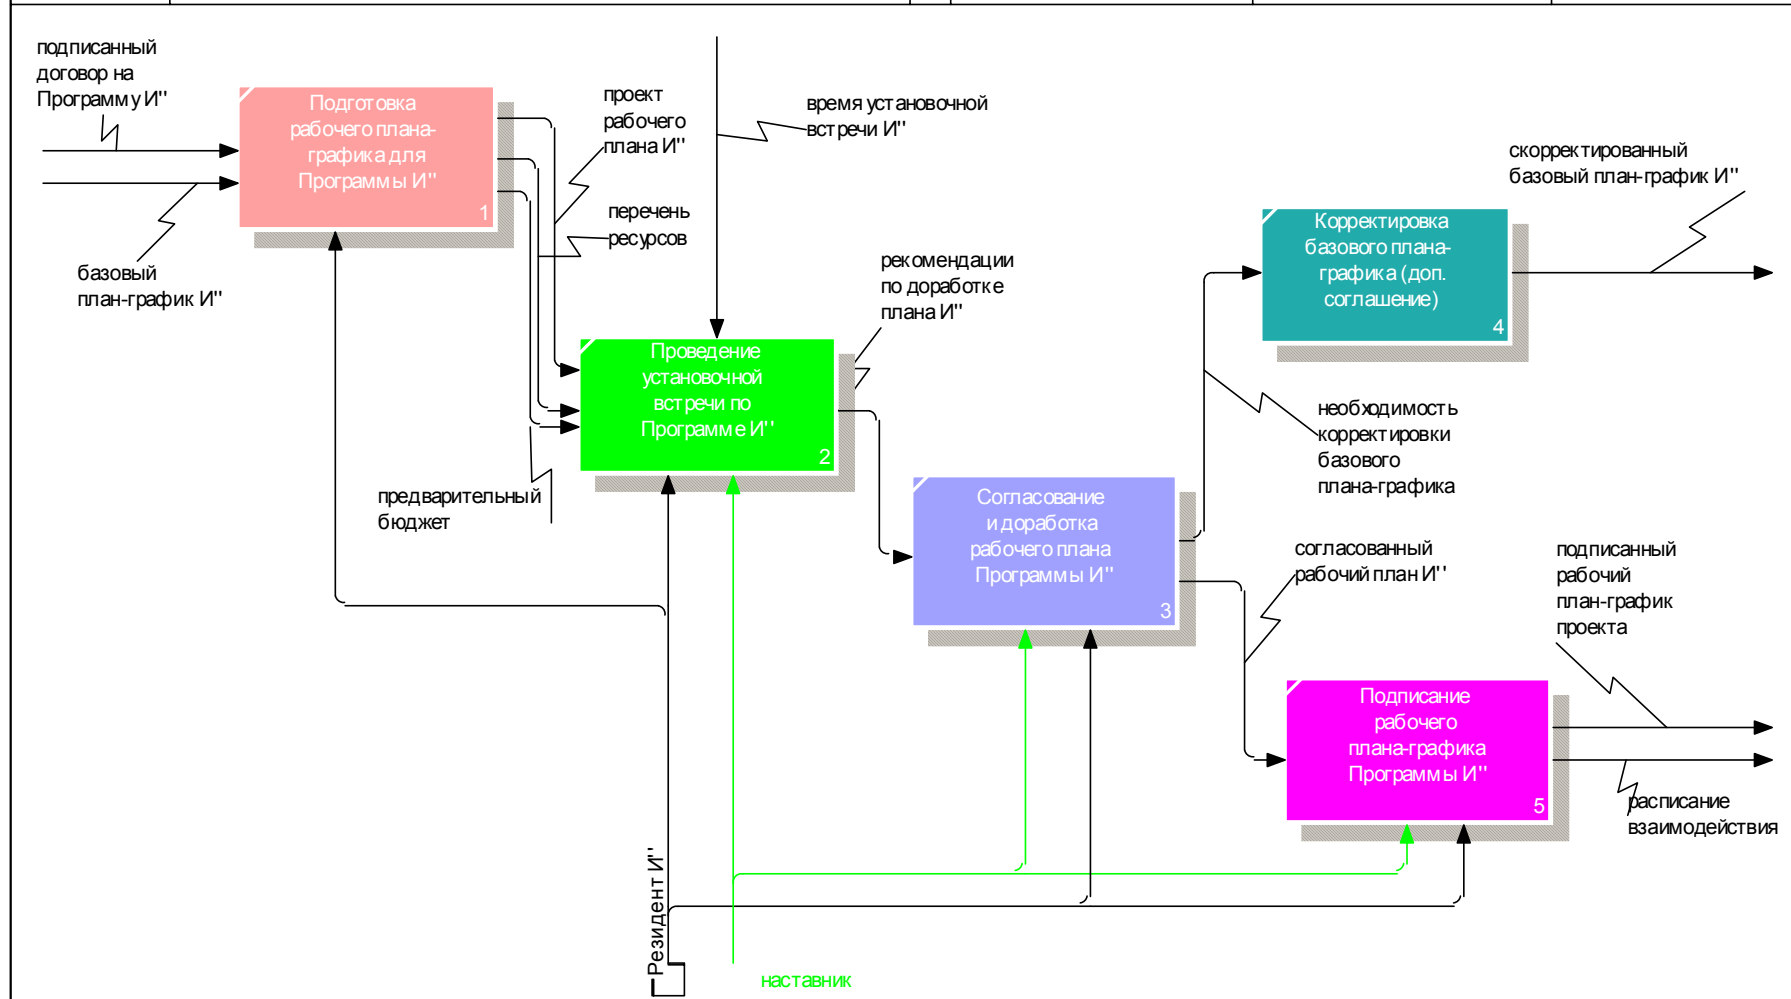 подписанный
договор на
Программу И''
базовый
план-график И''
Подготовка
рабочего плана-
графика для
Программы И''
1
проект
рабочего
плана И''
перечень
ресурсов
время установочной
встречи И''
предварительный
бюджет
Проведение
установочной
встречи по
Программе И''
2
рекомендации
по доработке
плана И''
Согласование
и доработка
рабочего плана
Программы И''
3
скорректированный
базовый план-график И''
Корректировка
базового плана-
графика (доп.
соглашение)
4
необходимость
корректировки
базового
плана-графика
согласованный
рабочий план И''
подписанный
рабочий
план-график
проекта
Подписание
рабочего
плана-графика
Программы И''
5
расписание
взаимодействия
Резидент И''
наставник